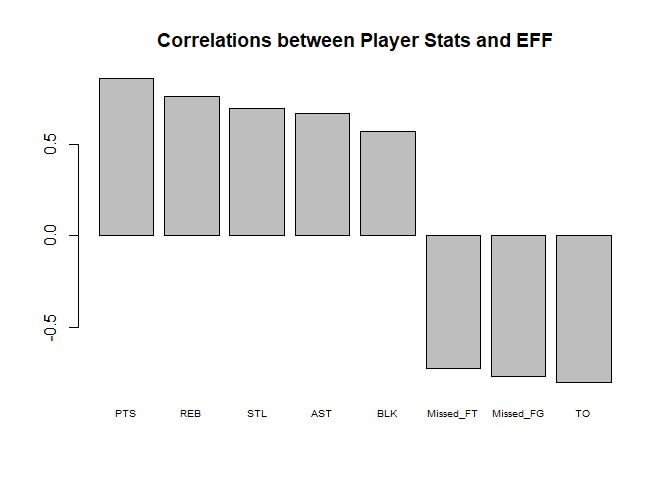 Correlations between Player Stats and EFF
0.5
0.0
-0.5
PTS REB STL AST BLK Missed_FT Missed_FG TO